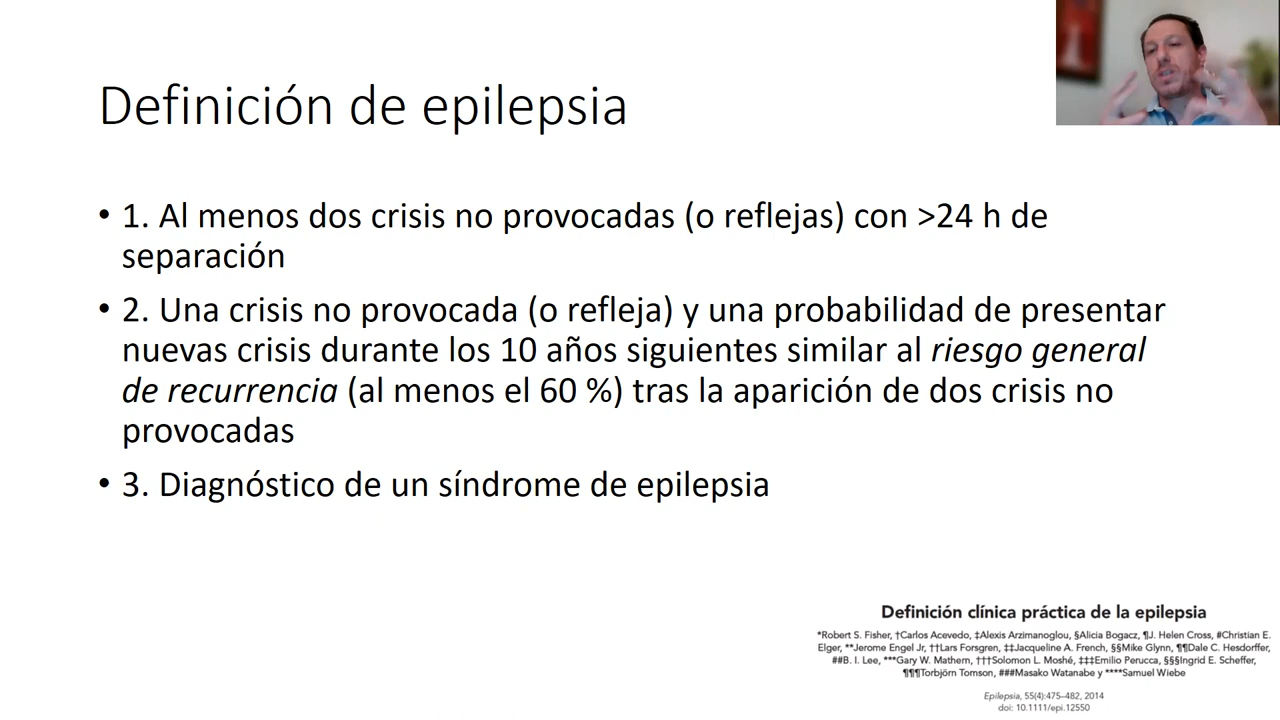 Definición de epilepsia
• 1. Al menos dos crisis no provocadas (o reflejas) con >24 h de
separación
• 2. Una crisis no provocada (o refleja) y una probabilidad de presentar
nuevas crisis durante los 10 años siguientes similar al riesgo general
de recurrencia (al menos el 60 %) tras la aparición de dos crisis no
provocadas
• 3. Diagnóstico de un síndrome de epilepsia
Definición clínica práctica de la epilepsia
*Robert S. Fisher, †Carlos Acevedo, ‡Alexis Arzimanoglou, §Alicia Bogacz, ¶J. Helen Cross, #Christian E.
Elger, **Jerome Engel Jr, ††Lars Forsgren, ‡‡Jacqueline A. French, §§Mike Glynn, ¶¶Dale C. Hesdorffer,
##B. I. Lee, ***Gary W. Mathern, †††Solomon L. Moshé, ‡‡‡Emilio Perucca, §§§Ingrid E. Scheffer,
¶¶¶Torbjörn Tomson, ###Masako Watanabe y ****Samuel Wiebe
Epilepsia, 55(4):475–482, 2014
doi: 10.1111/epi.12550